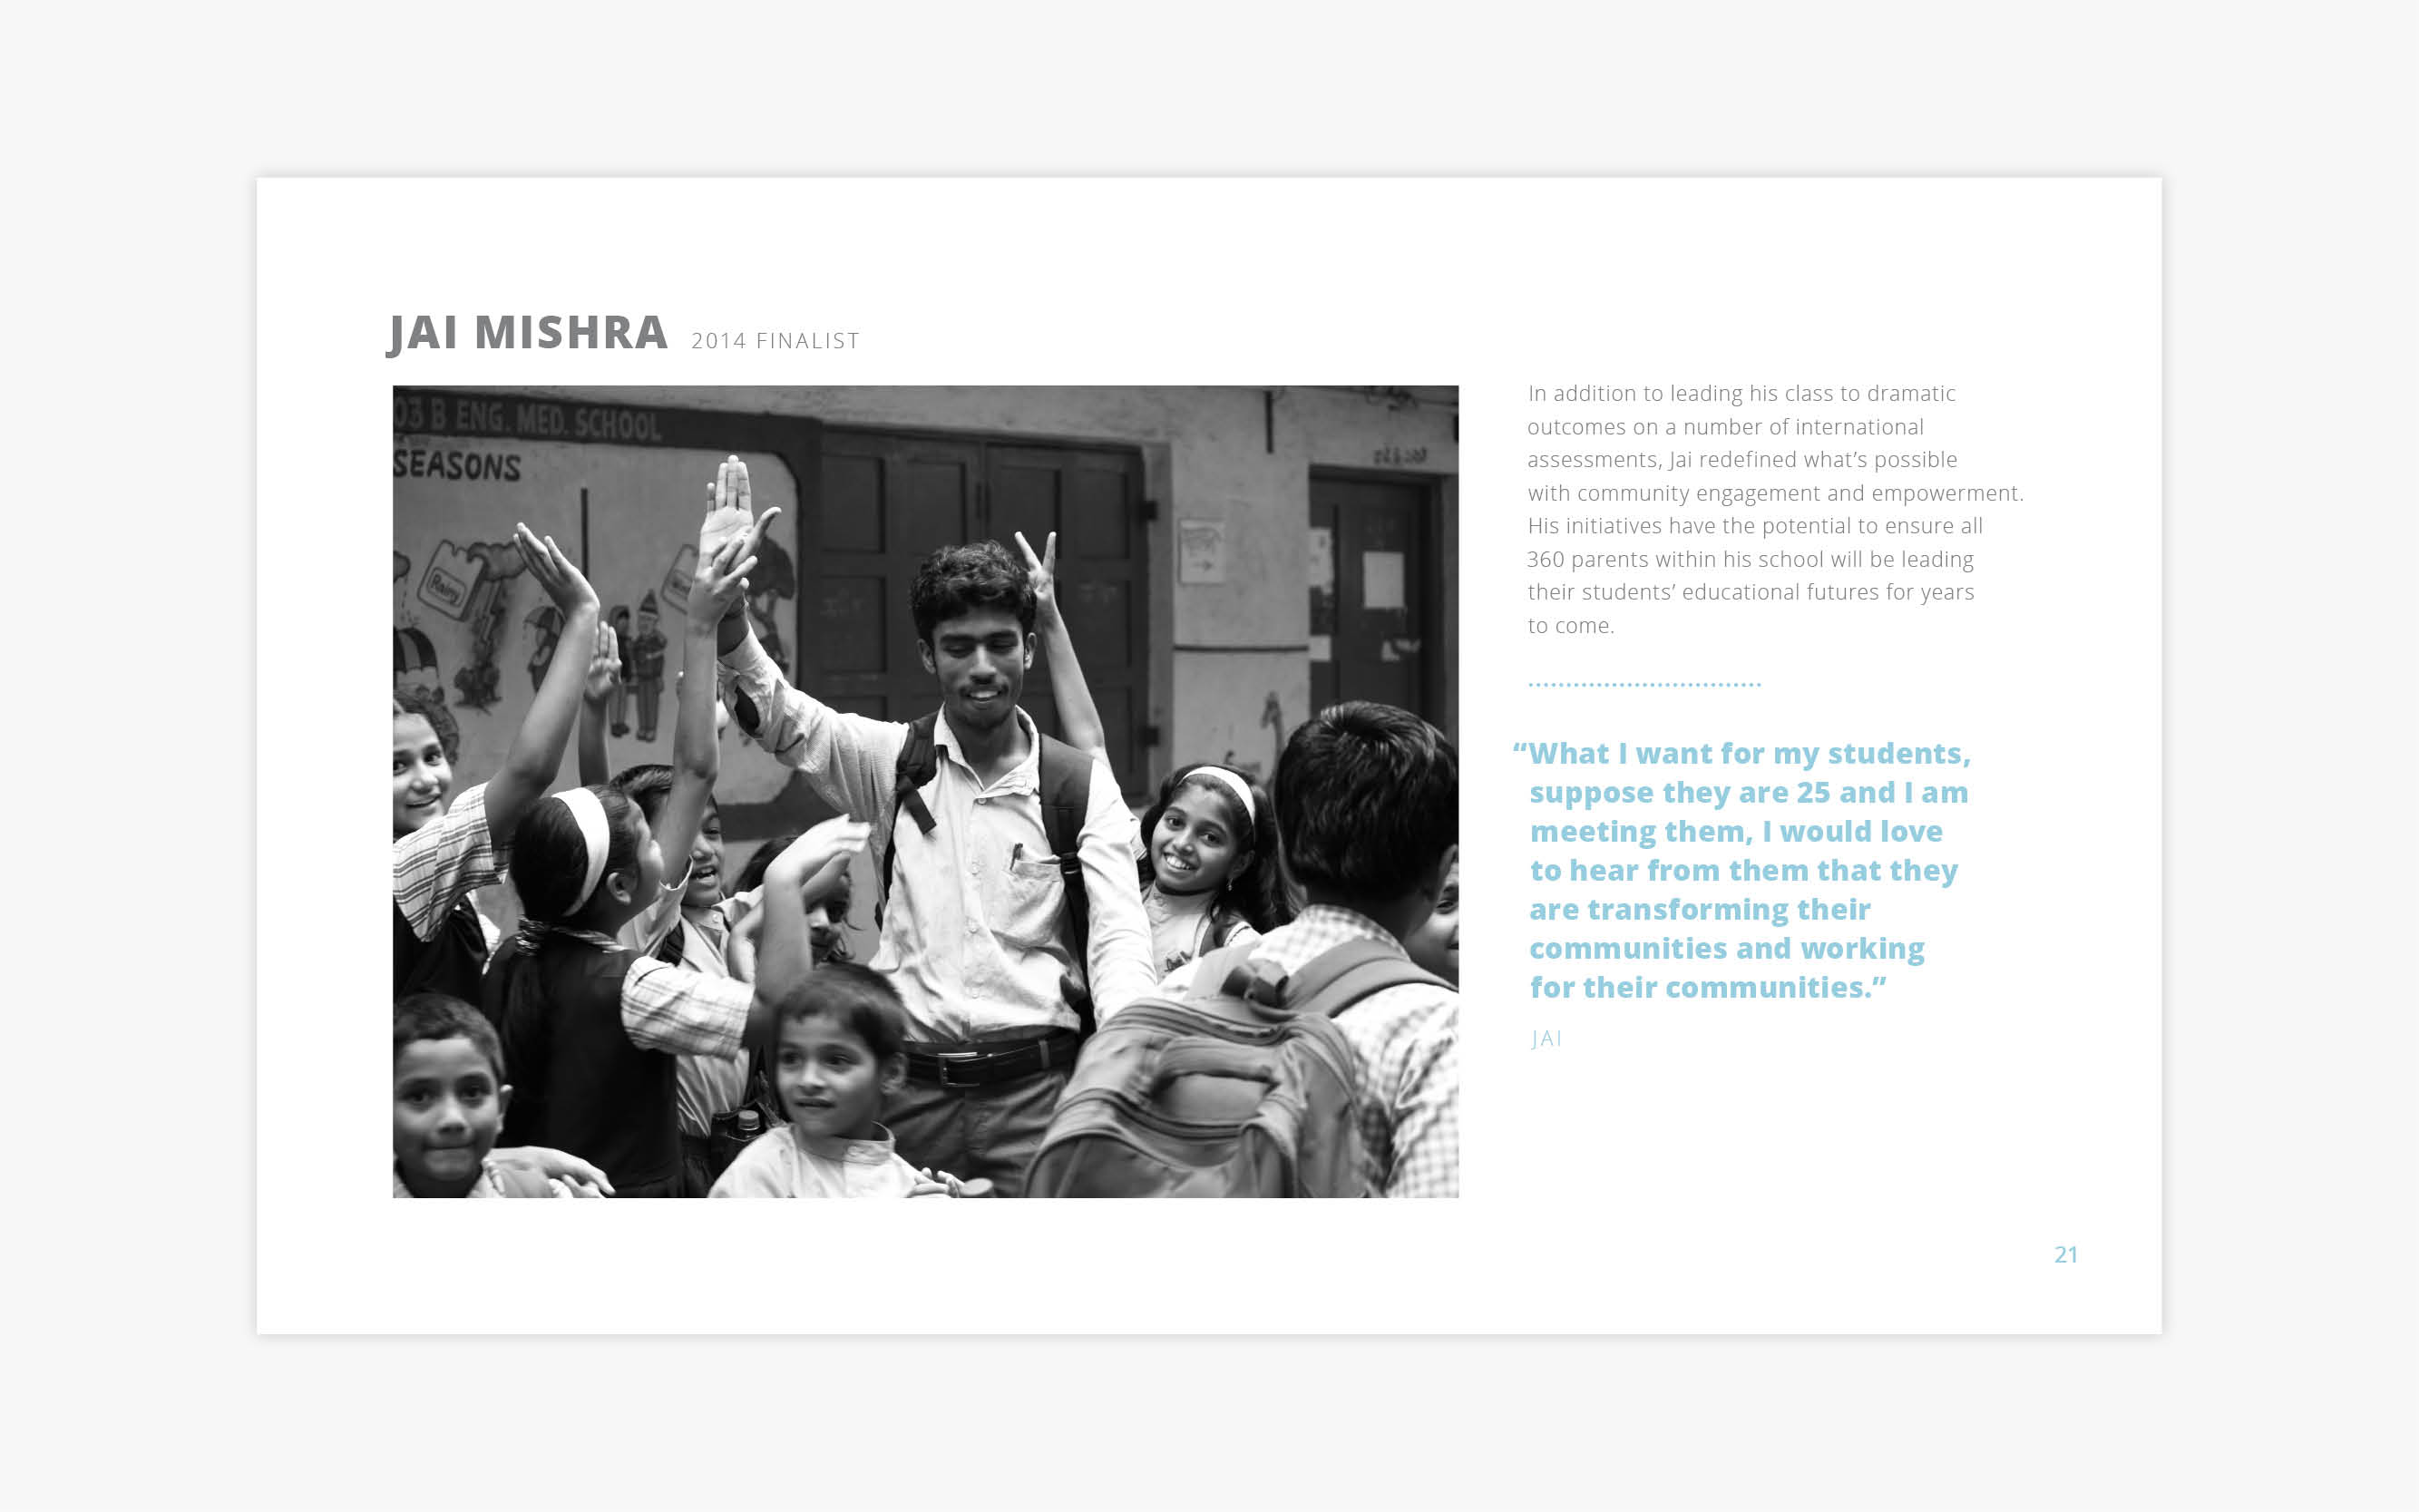 JAI MISHRA 2014 FINALIST
03 B ENG. MED. SCHOOL
SEASONS
Rainy
In addition to leading his class to dramatic
outcomes on a number of international
assessments, Jai redefined what’s possible
with community engagement and empowerment.
His initiatives have the potential to ensure all
360 parents within his school will be leading
their students’ educational futures for years
to come.
“What I want for my students,
suppose they are 25 and I am
meeting them, I would love
to hear from them that they
are transforming their
communities and working
for their communities.”
JAI
21